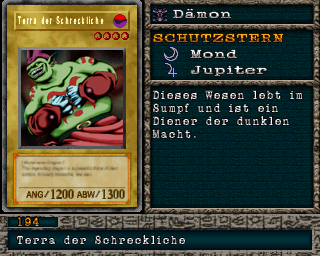 Terra der Schreckliche
ANG/ 1200 ABW/ 1300
Dämon
SCHUTZSTERN
Mond
Jupiter
Dieses Wesen lebt im
Sumpf und ist ein
Diener der dunklen
Macht.
194
Terra der Schreckliche